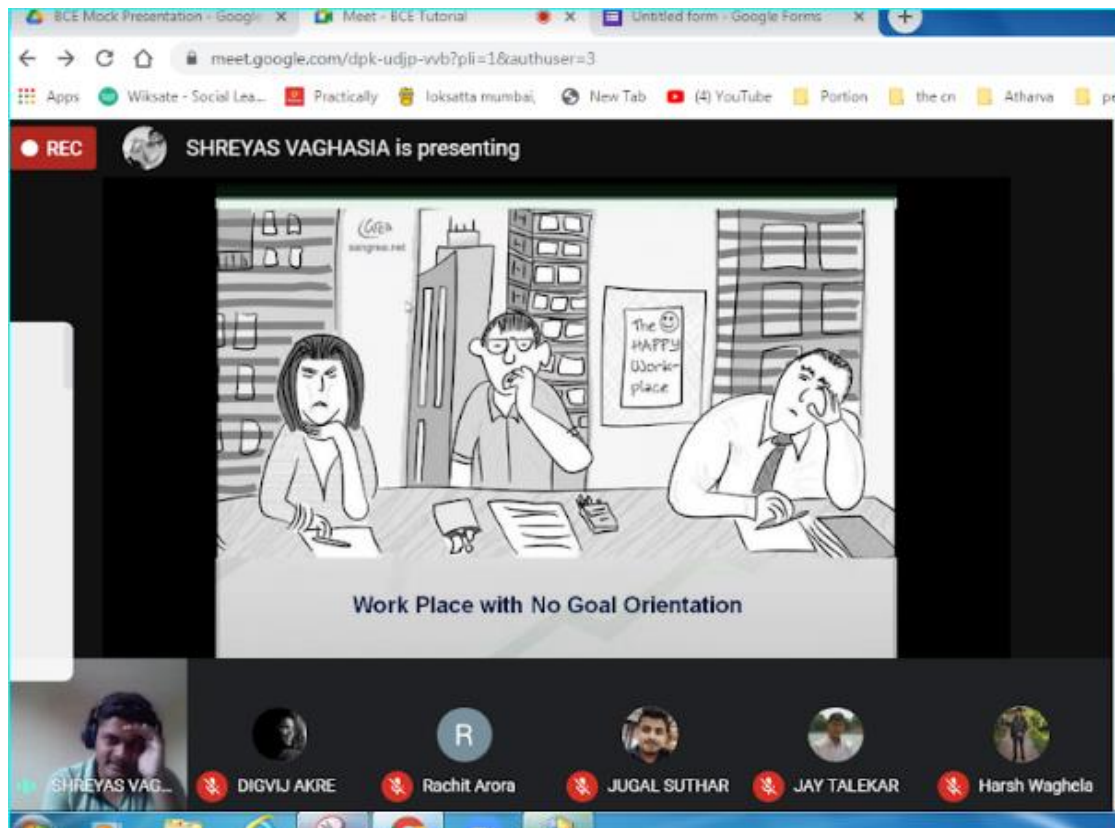 BCE Mock Presentation - Google
Meet - BCE Tutorial
Untitled form - Google Forms
meet.google.com/dpk-udjp-vvb?pli=1&authuser=3
Apps
Wiksate - Social Lea...
Practically
loksatta mumbai,
New Tab
(4) YouTube
Portion
the cn
Atharva
REC
SHREYAS VAGHASIA is presenting
sangrea.net
The
HAPPY
Work-
place
Work Place with No Goal Orientation
SHREYAS VAG...
DIGVIJ AKRE
R
Rachit Arora
JUGAL SUTHAR
JAY TALEKAR
Harsh Waghela